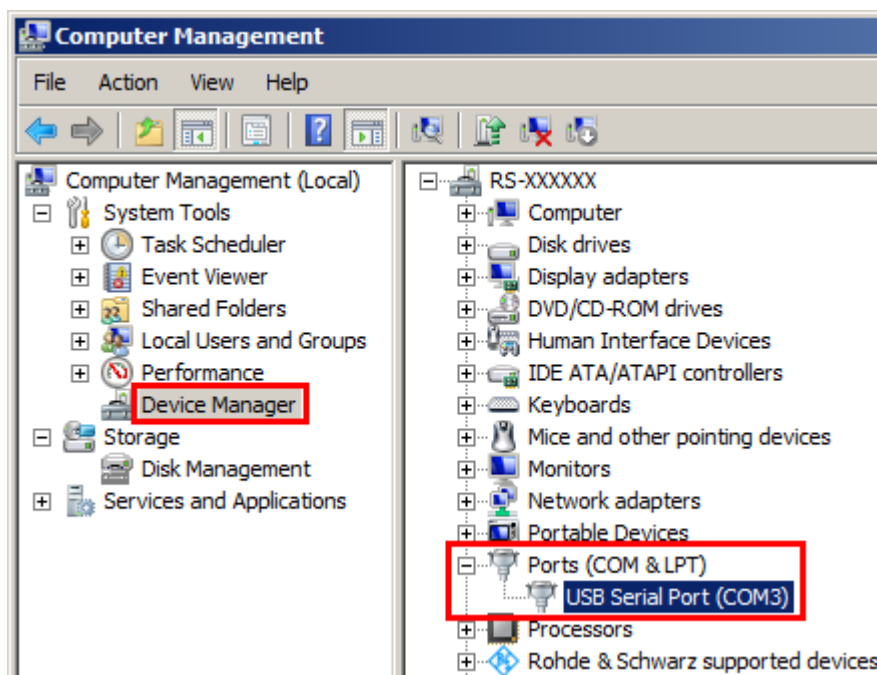 Computer Management
File Action View Help
Computer Management (Local)
System Tools
Task Scheduler
Event Viewer
Shared Folders
Local Users and Groups
Performance
Device Manager
Storage
Disk Management
Services and Applications
RS-XXXXXX
Computer
Disk drives
Display adapters
DVD/CD-ROM drives
Human Interface Devices
IDE ATA/ATAPI controllers
Keyboards
Mice and other pointing devices
Monitors
Network adapters
Portable Devices
Ports (COM & LPT)
USB Serial Port (COM3)
Processors
Rohde & Schwarz supported devices